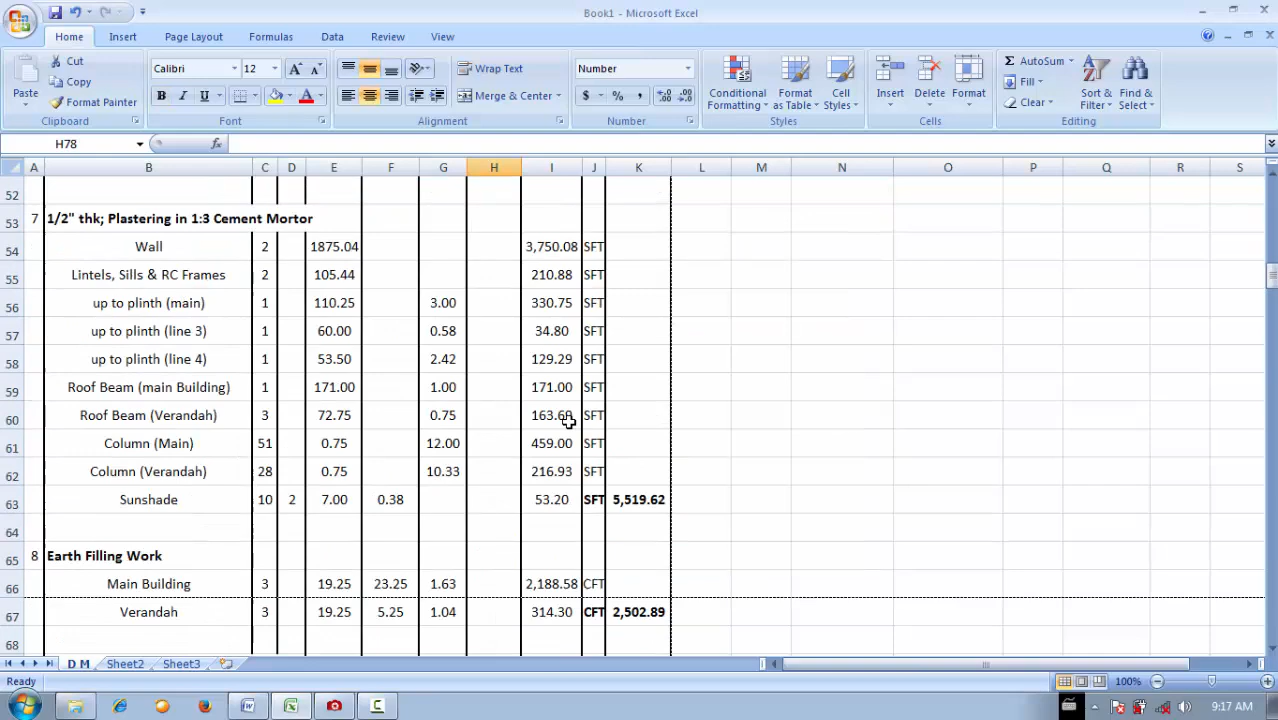 Book1 - Microsoft Excel
Home Insert Page Layout Formulas Data Review View
Paste Cut Copy Format Painter
Calibri 12 A A
B I U A
Wrap Text
Merge & Center
Number
$ % ,
Conditional Formatting Format as Table Cell Styles
Insert Delete Format
Σ AutoSum Fill Clear
Sort & Filter Find & Select
Clipboard Font Alignment Number Styles Cells Editing
H78 fx
A B C D E F G H I J K L M N O P Q R S
52
53 7 1/2" thk; Plastering in 1:3 Cement Mortor
54 Wall 2 1875.04 3,750.08 SFT
55 Lintels, Sills & RC Frames 2 105.44 210.88 SFT
56 up to plinth (main) 1 110.25 3.00 330.75 SFT
57 up to plinth (line 3) 1 60.00 0.58 34.80 SFT
58 up to plinth (line 4) 1 53.50 2.42 129.29 SFT
59 Roof Beam (main Building) 1 171.00 1.00 171.00 SFT
60 Roof Beam (Verandah) 3 72.75 0.75 163.69 SFT
61 Column (Main) 51 0.75 12.00 459.00 SFT
62 Column (Verandah) 28 0.75 10.33 216.93 SFT
63 Sunshade 10 2 7.00 0.38 53.20 SFT 5,519.62
64
65 8 Earth Filling Work
66 Main Building 3 19.25 23.25 1.63 2,188.58 CFT
67 Verandah 3 19.25 5.25 1.04 314.30 CFT 2,502.89
68
D M Sheet2 Sheet3
Ready 100%
9:17 AM